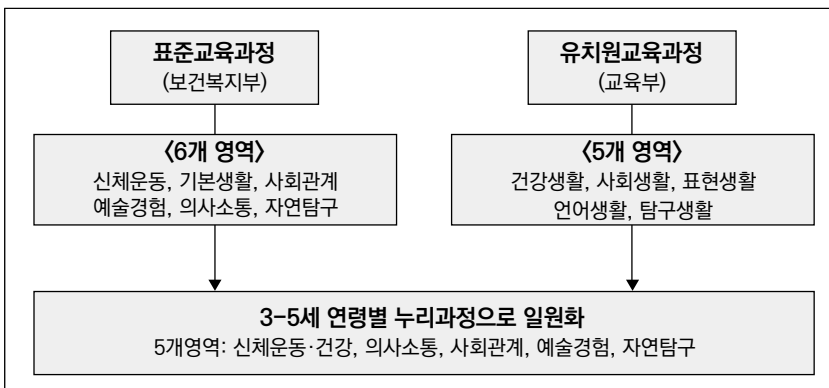 표준교육과정
(보건복지부)
유치원교육과정
(교육부)
〈6개 영역〉
신체운동, 기본생활, 사회관계
예술경험, 의사소통, 자연탐구
〈5개 영역〉
건강생활, 사회생활, 표현생활
언어생활, 탐구생활
3-5세 연령별 누리과정으로 일원화
5개영역: 신체운동·건강, 의사소통, 사회관계, 예술경험, 자연탐구